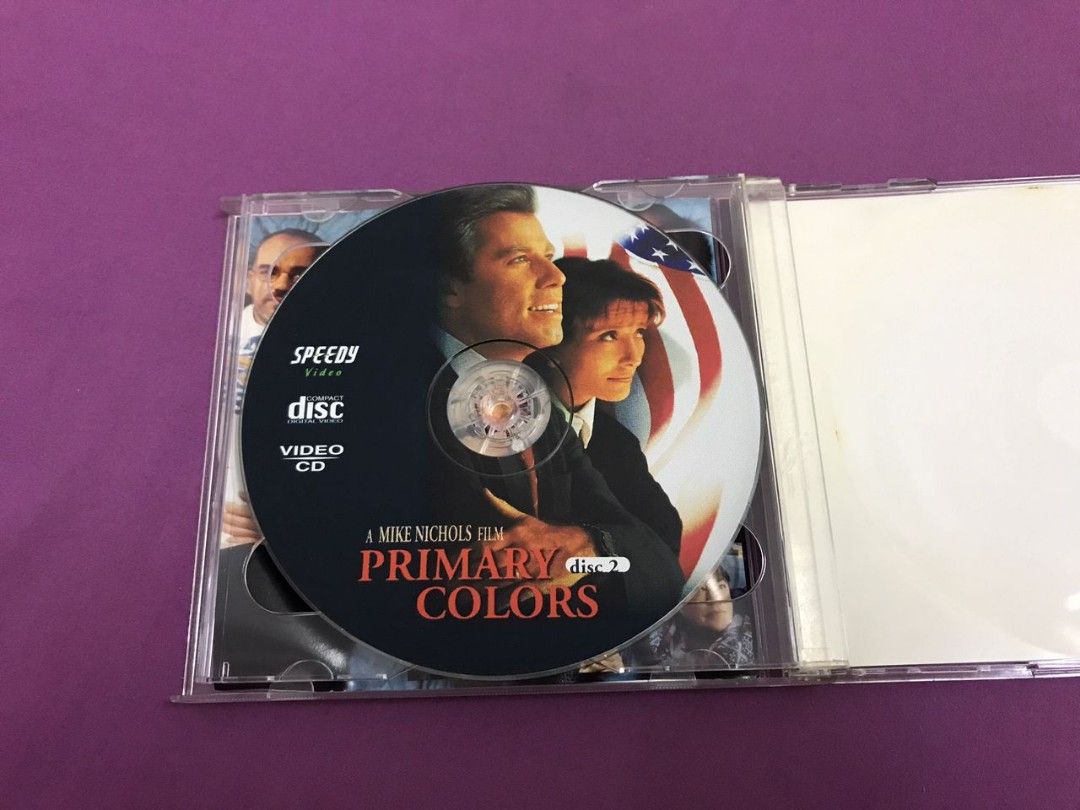 SPEEDY
Video
COMPACT
disc
DIGITAL VIDEO
VIDEO
CD
A MIKE NICHOLS FILM
PRIMARY disc 2
COLORS